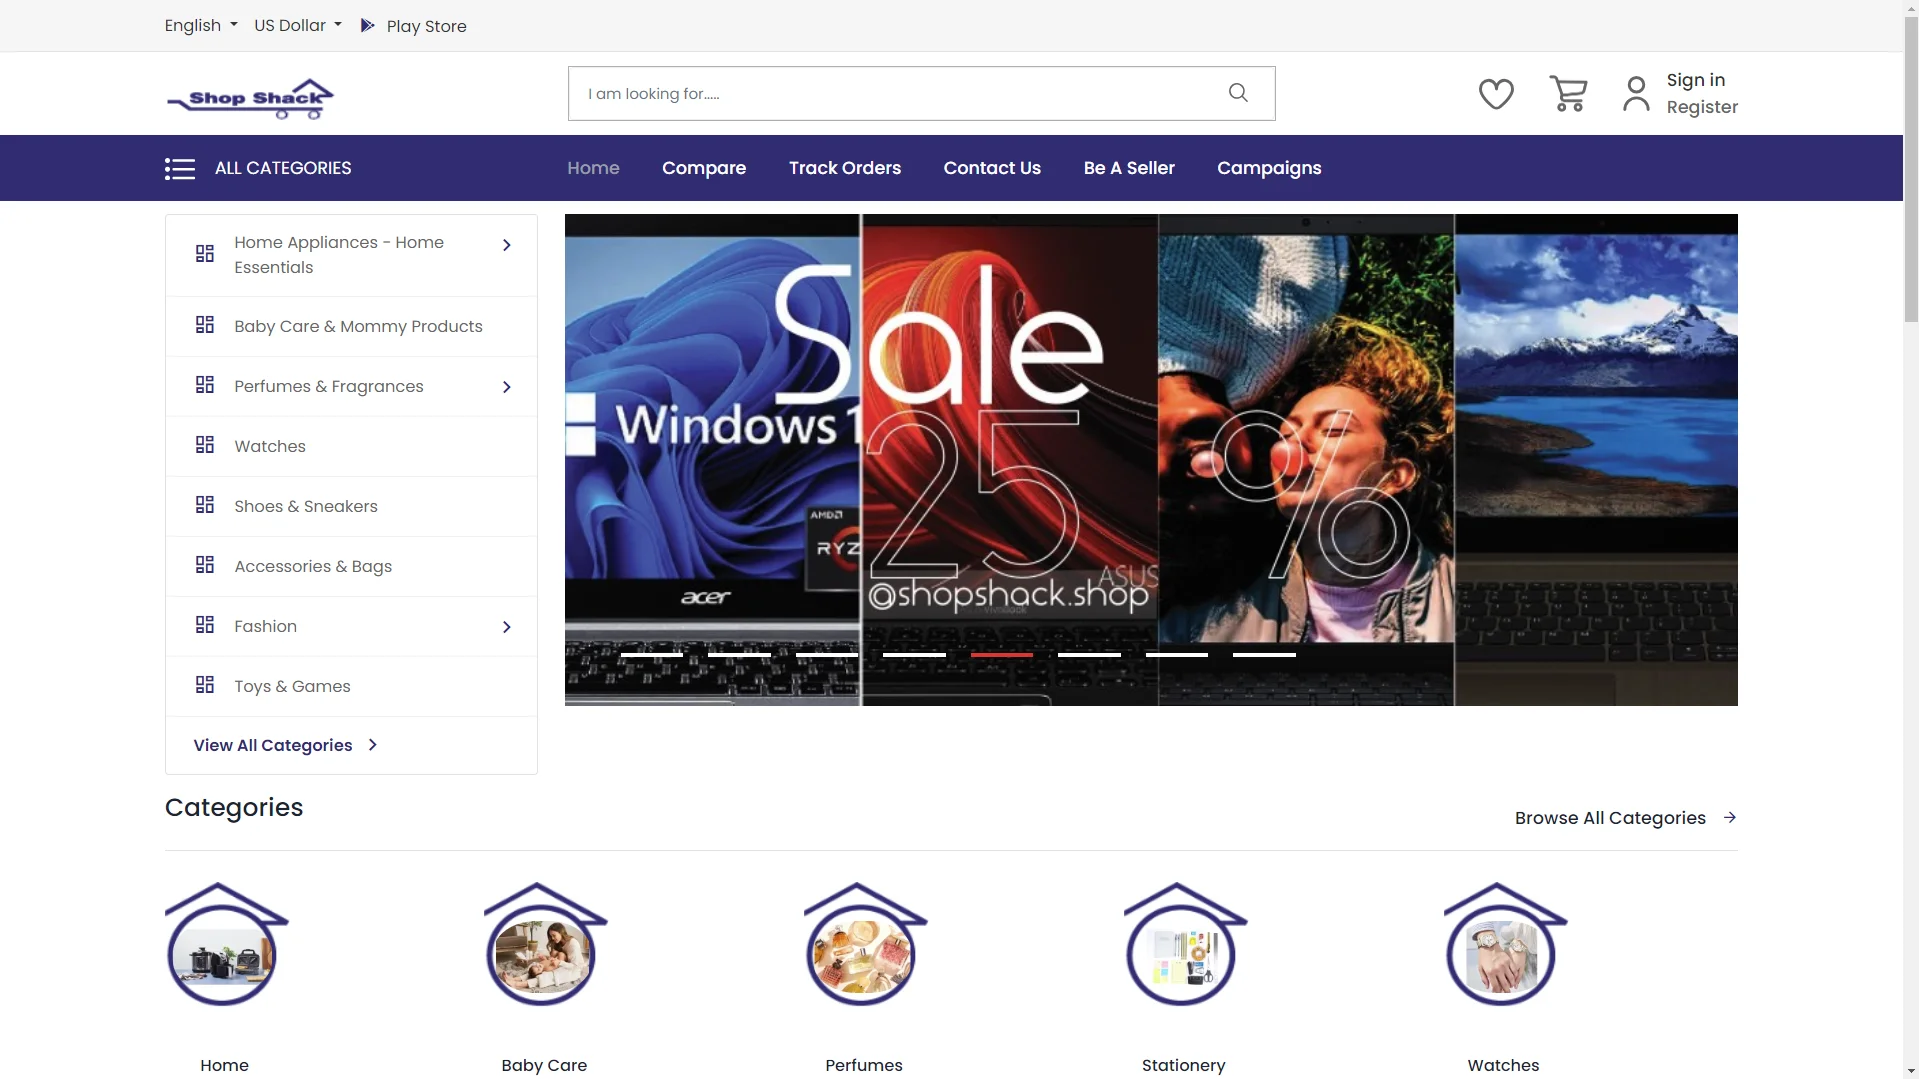 English
US Dollar
Play Store
Shop Shack
I am looking for.....
Sign in
Register
ALL CATEGORIES
Home
Compare
Track Orders
Contact Us
Be A Seller
Campaigns
Home Appliances - Home
Essentials
Baby Care & Mommy Products
Perfumes & Fragrances
Watches
Shoes & Sneakers
Accessories & Bags
Fashion
Toys & Games
View All Categories
Sale
Windows 1
25%
AMD
RYZ
ASUS
acer
@shopshack.shop
Categories
Browse All Categories
Home
Baby Care
Perfumes
Stationery
Watches